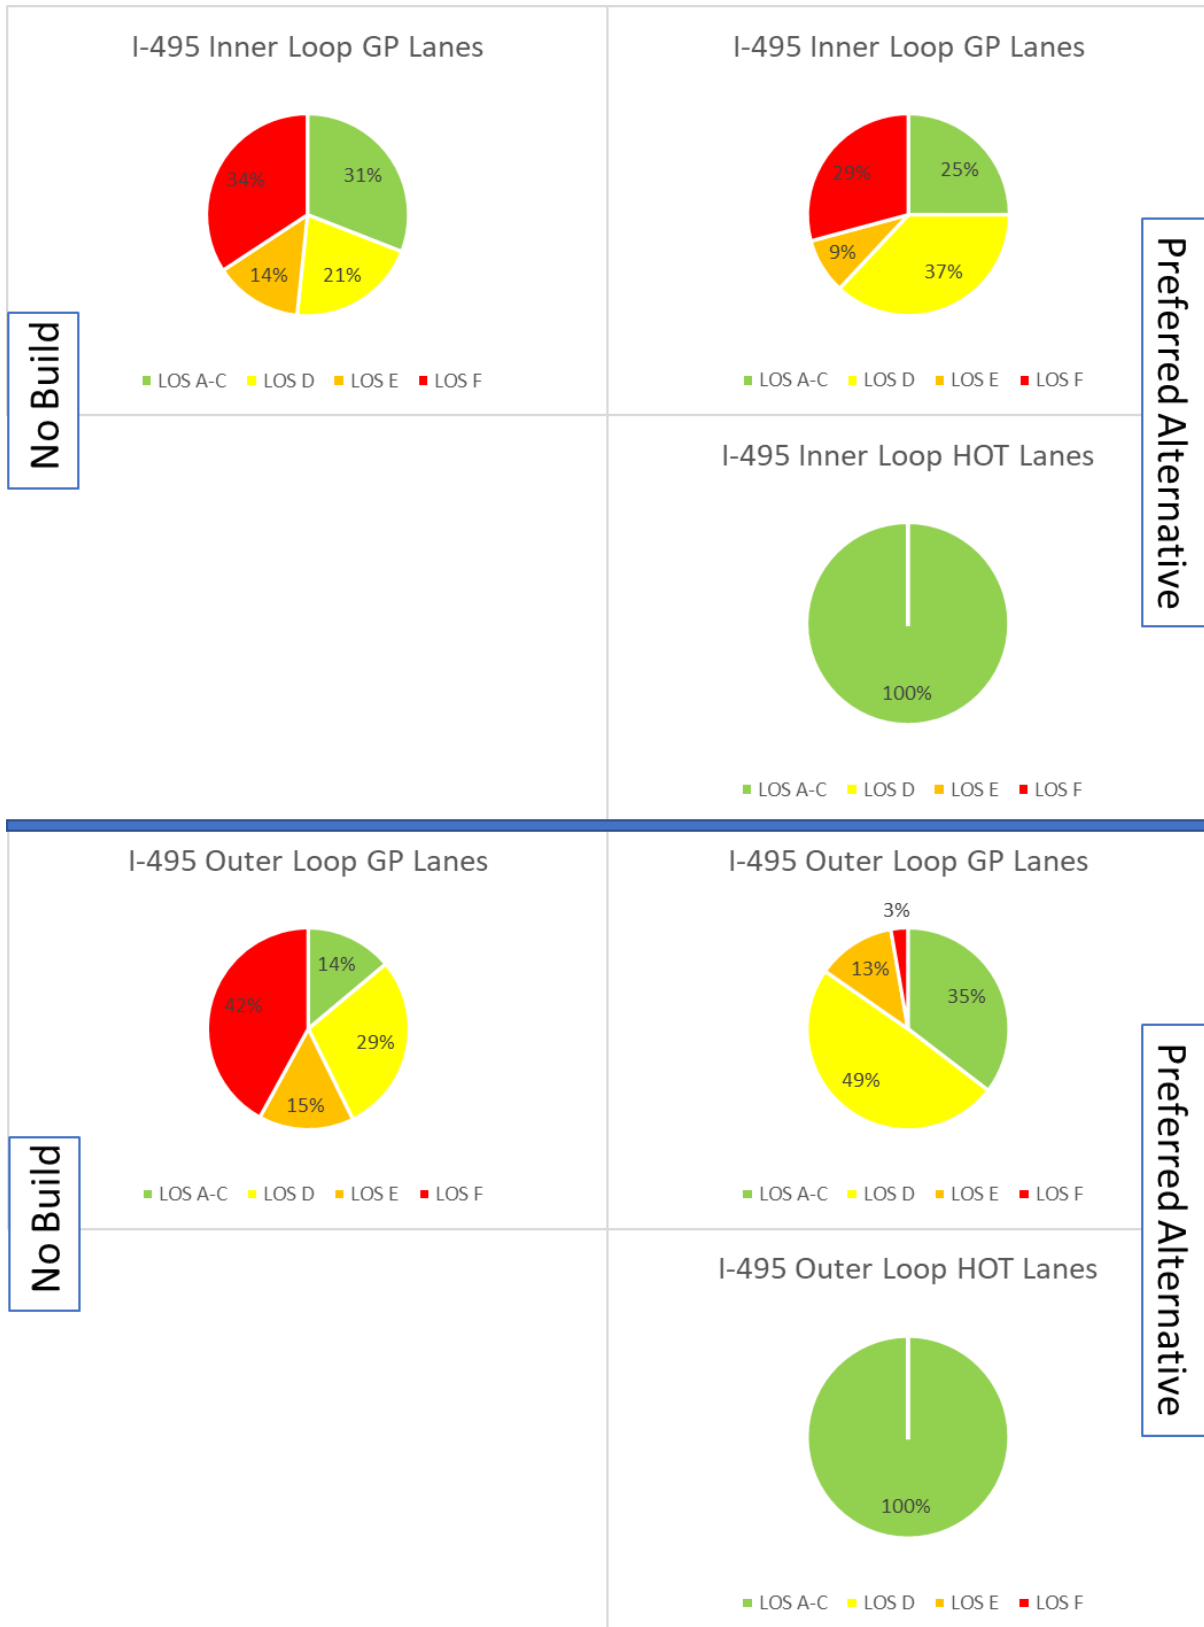 I-495 Inner Loop GP Lanes
34%
31%
14%
21%
LOS A-C LOS D LOS E LOS F
No Build
I-495 Inner Loop GP Lanes
29%
25%
9%
37%
LOS A-C LOS D LOS E LOS F
Preferred Alternative
I-495 Inner Loop HOT Lanes
100%
LOS A-C LOS D LOS E LOS F
I-495 Outer Loop GP Lanes
14%
42%
29%
15%
LOS A-C LOS D LOS E LOS F
No Build
I-495 Outer Loop GP Lanes
3%
13%
35%
49%
LOS A-C LOS D LOS E LOS F
Preferred Alternative
I-495 Outer Loop HOT Lanes
100%
LOS A-C LOS D LOS E LOS F